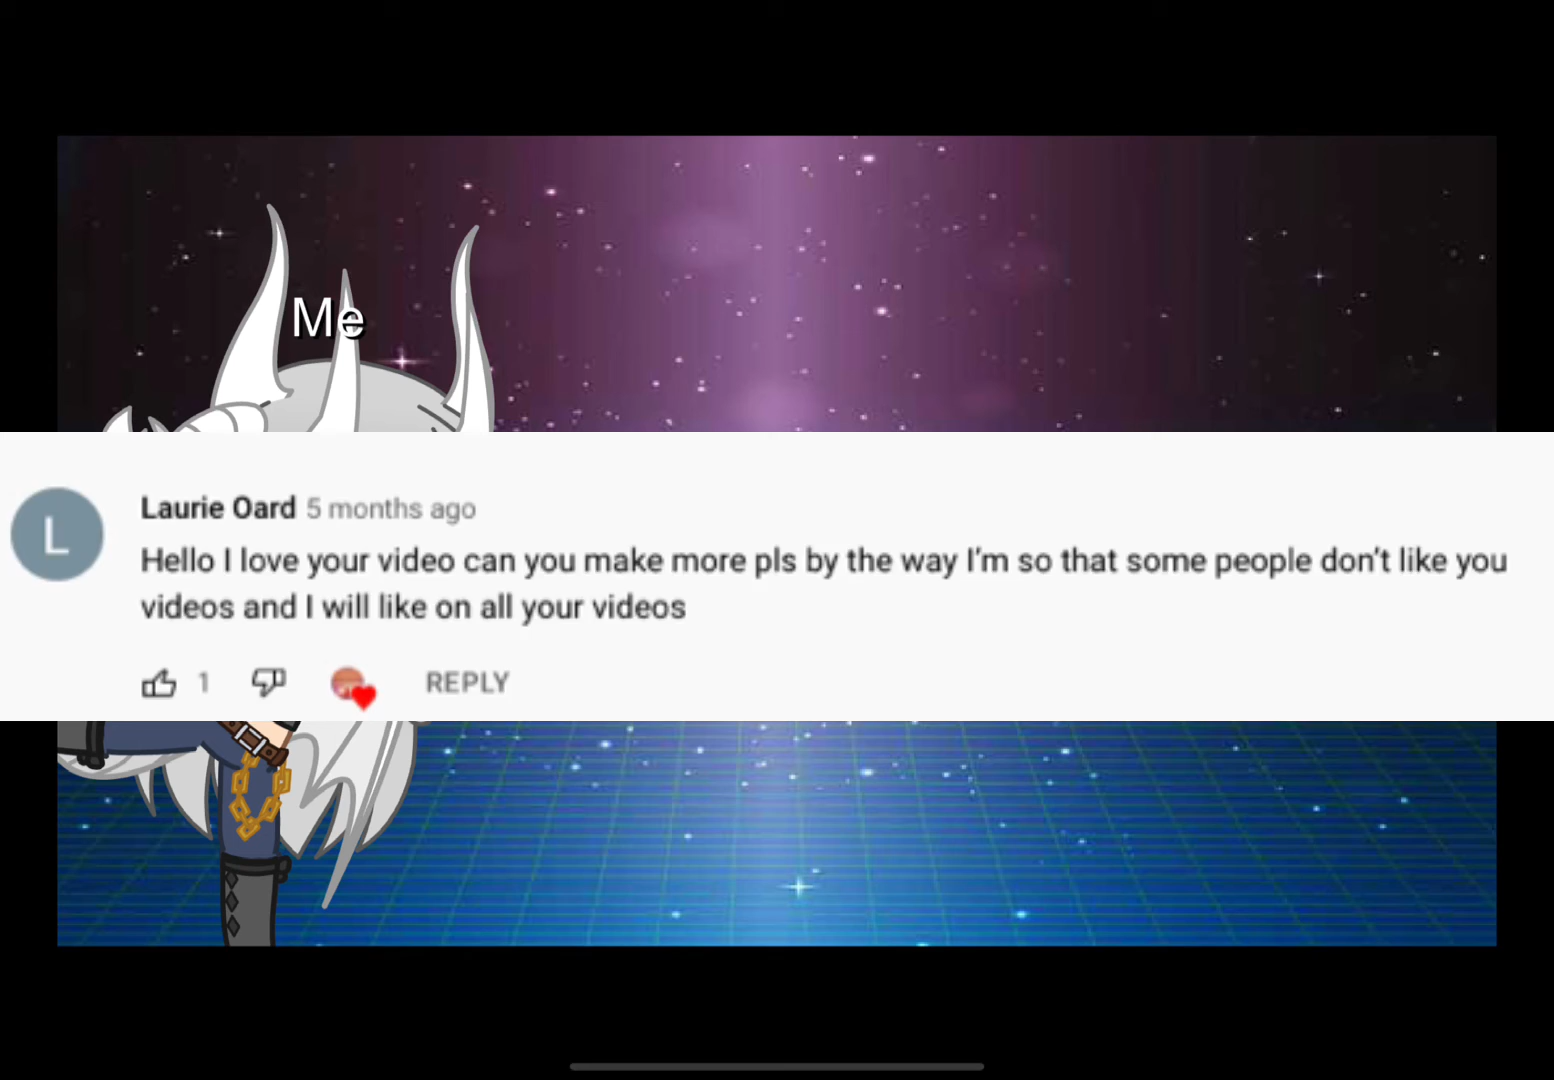 Me
Laurie Oard 5 months ago
L
Hello I love your video can you make more pls by the way I'm so that some people don't like you
videos and I will like on all your videos
1
REPLY